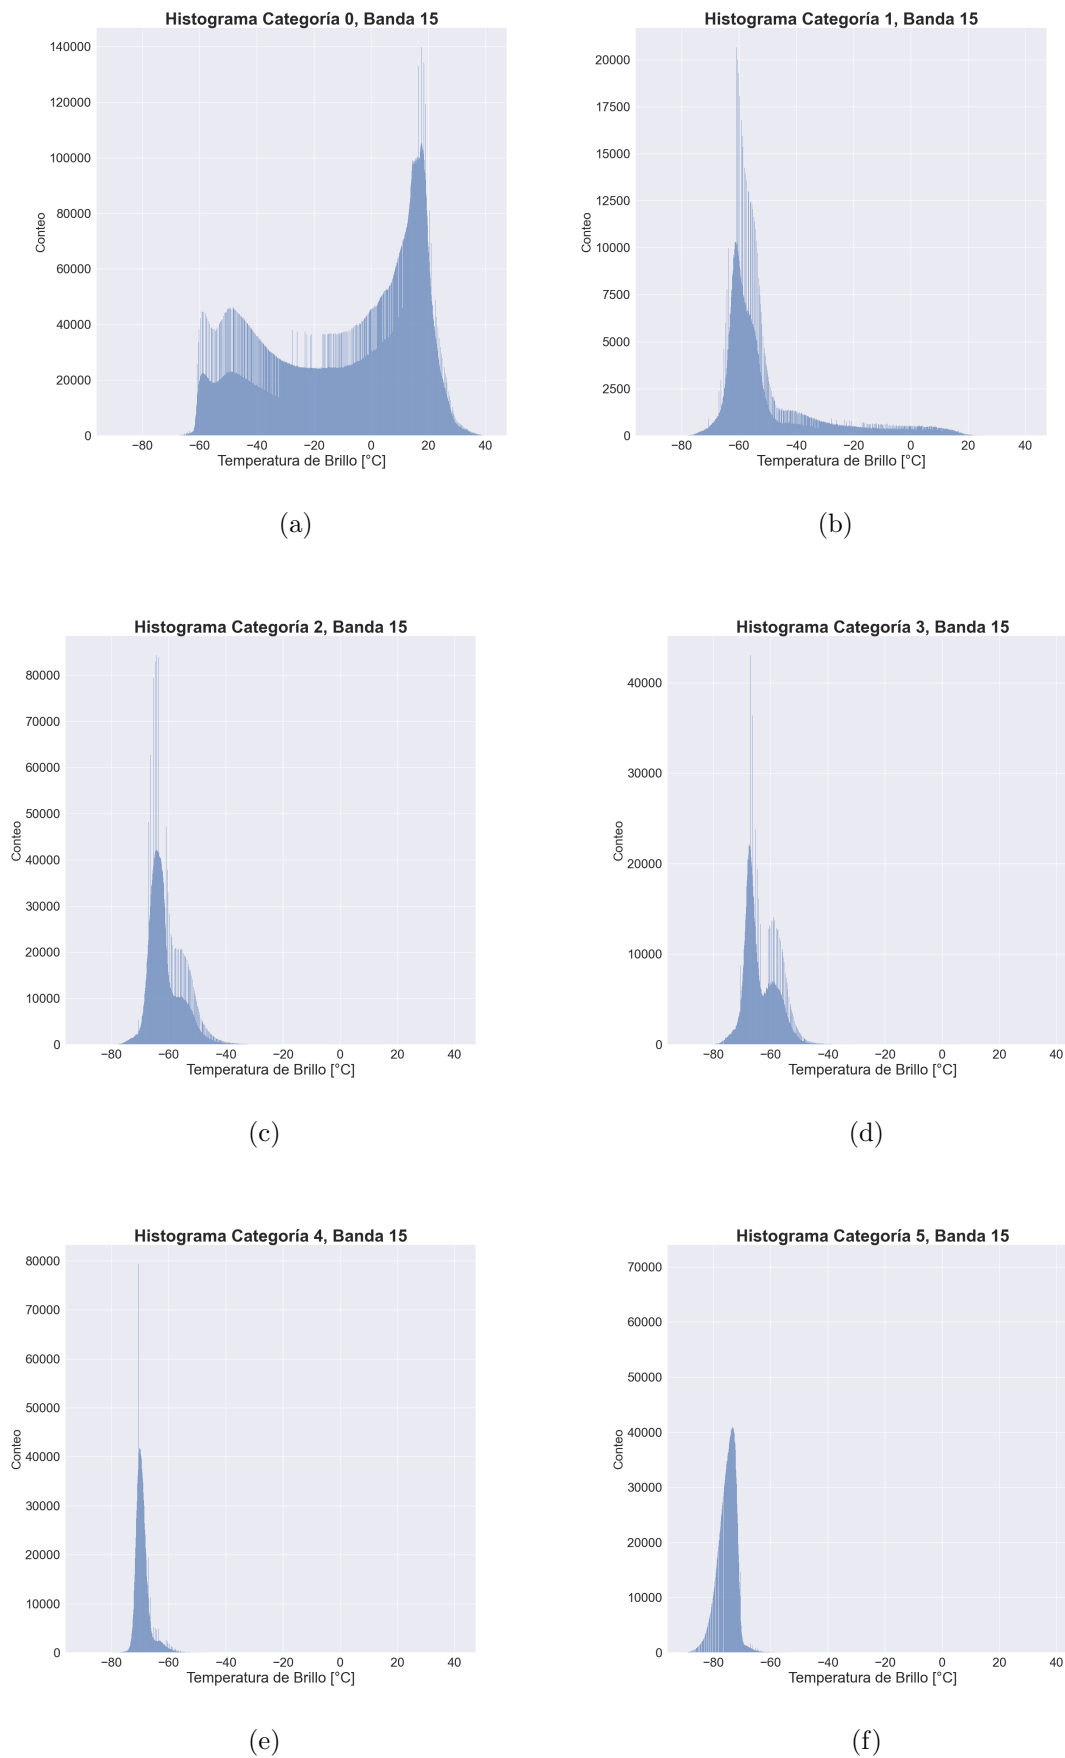 Histograma Categoría 0, Banda 15
140000
120000
100000
80000
60000
40000
20000
0
Conteo
−80 −60 −40 −20 0 20 40
Temperatura de Brillo [°C]
(a)
Histograma Categoría 1, Banda 15
20000
17500
15000
12500
10000
7500
5000
2500
0
Conteo
−80 −60 −40 −20 0 20 40
Temperatura de Brillo [°C]
(b)
Histograma Categoría 2, Banda 15
80000
70000
60000
50000
40000
30000
20000
10000
0
Conteo
−80 −60 −40 −20 0 20 40
Temperatura de Brillo [°C]
(c)
Histograma Categoría 3, Banda 15
40000
30000
20000
10000
0
Conteo
−80 −60 −40 −20 0 20 40
Temperatura de Brillo [°C]
(d)
Histograma Categoría 4, Banda 15
80000
70000
60000
50000
40000
30000
20000
10000
0
Conteo
−80 −60 −40 −20 0 20 40
Temperatura de Brillo [°C]
(e)
Histograma Categoría 5, Banda 15
70000
60000
50000
40000
30000
20000
10000
0
Conteo
−80 −60 −40 −20 0 20 40
Temperatura de Brillo [°C]
(f)